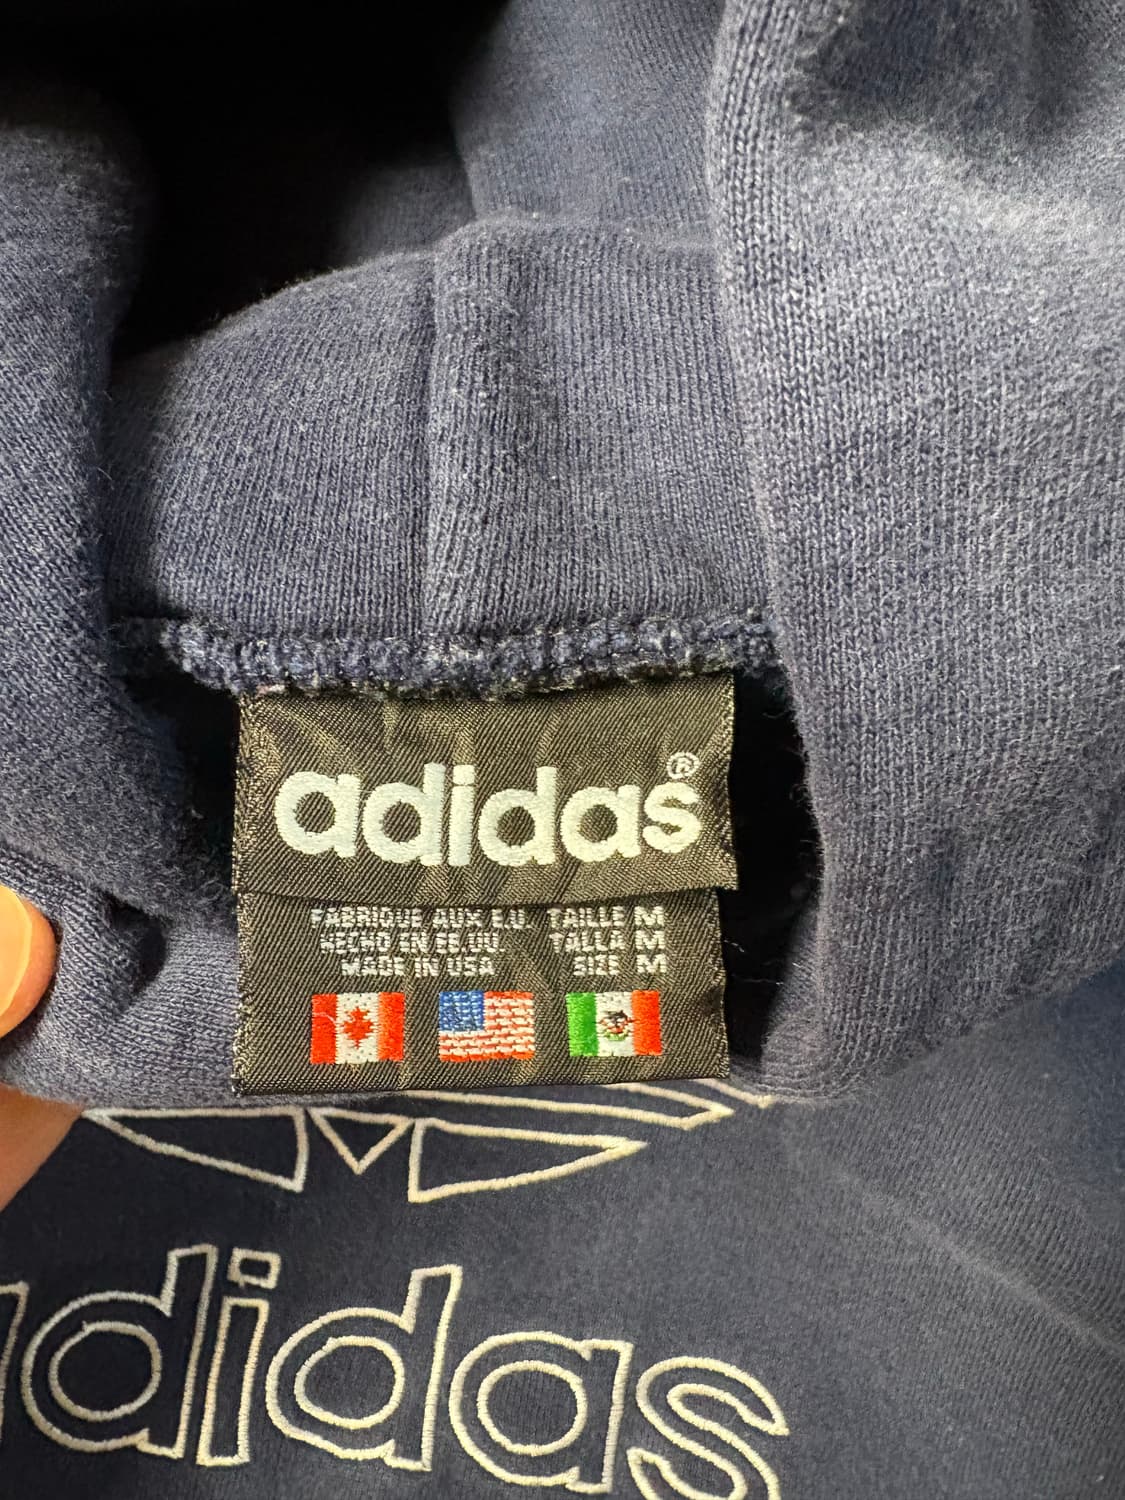 adidas®
FABRIQUE AUX E.U. TAILLE M
HECHO EN EE.UU TALLA M
MADE IN USA SIZE M
adidas